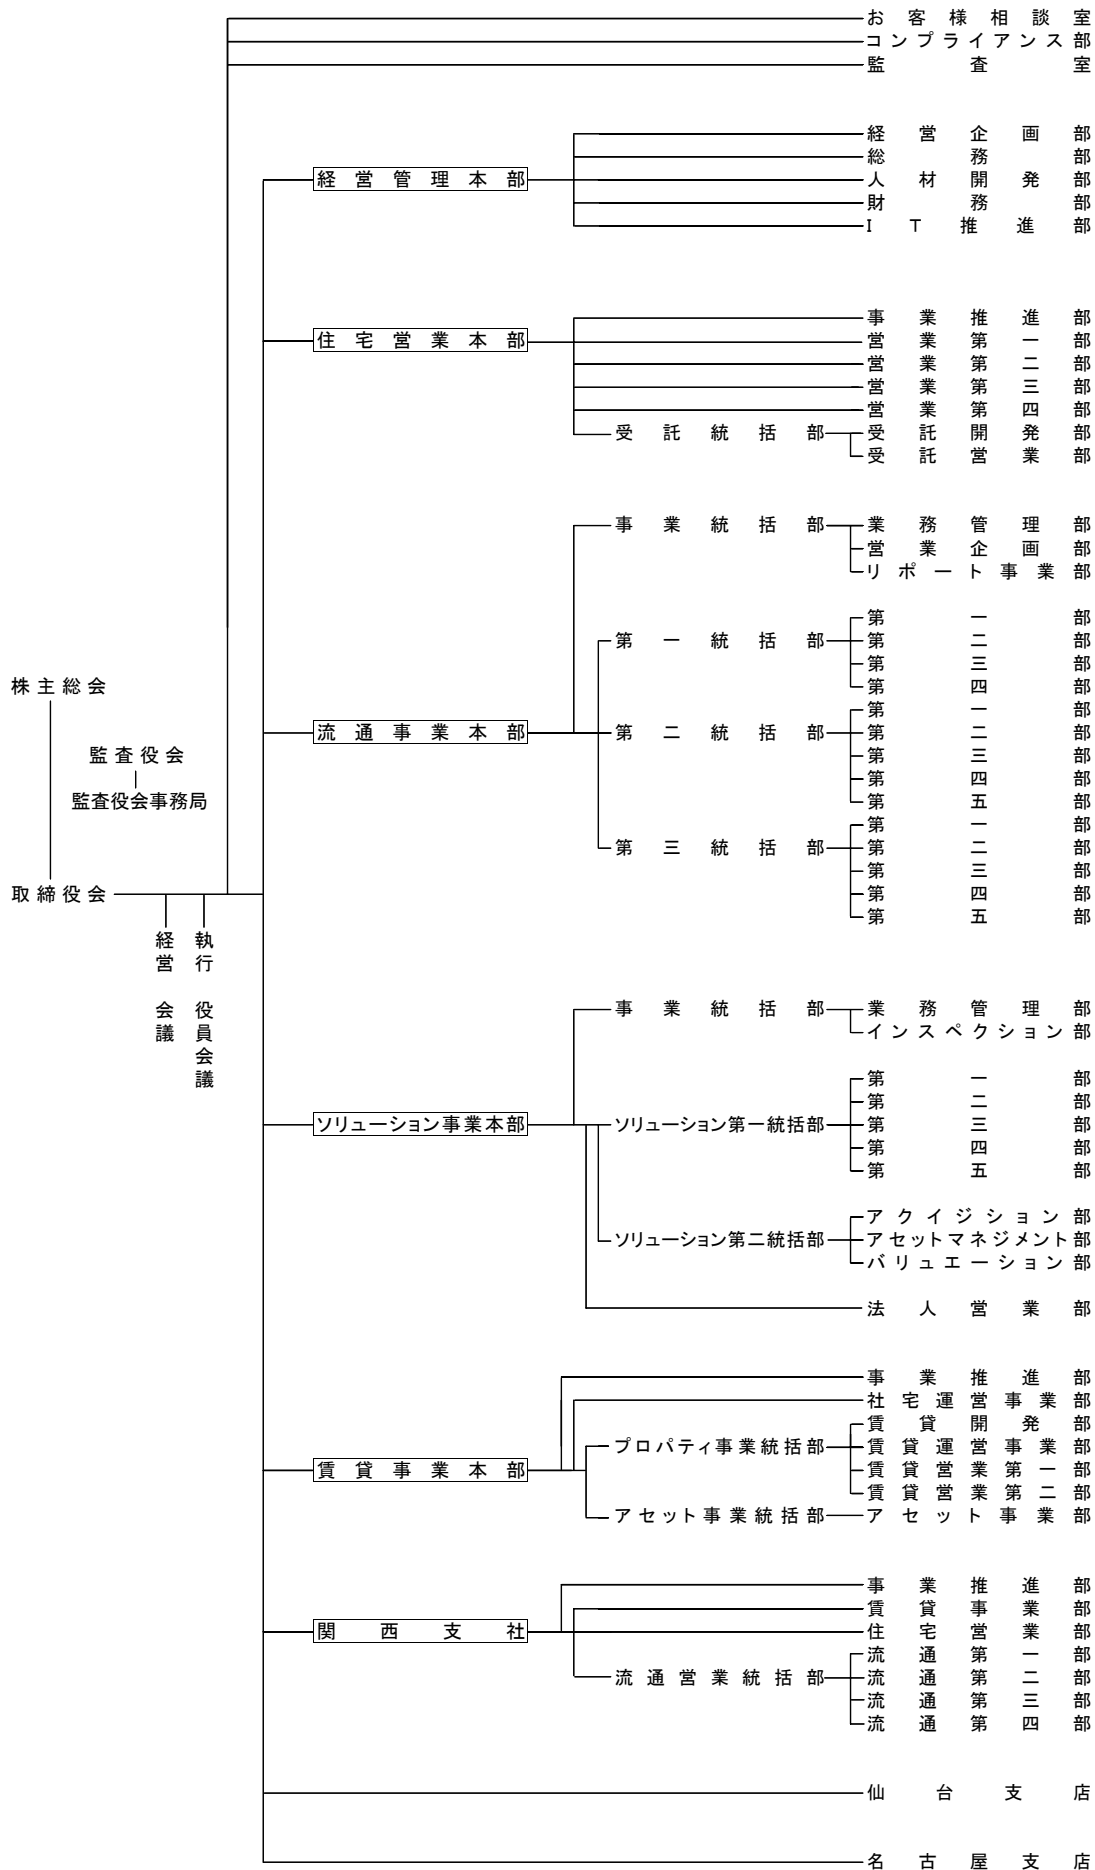 お客様相談室
コンプライアンス部
監査室
経営企画部
総務部
経営管理本部
人材開発部
財務部
IT推進部
事業推進部
住宅営業本部
営業第一部
営業第二部
営業第三部
営業第四部
受託統括部
受託開発部
受託営業部
事業統括部
業務管理部
営業企画部
リポート事業部
第一統括部
第一部
第二部
第三部
第四部
株主総会
監査役会
監査役会事務局
取締役会
経営会議
執行役員会議
流通事業本部
第二統括部
第一部
第二部
第三部
第四部
第五部
第三統括部
第一部
第二部
第三部
第四部
第五部
事業統括部
業務管理部
インスペクション部
ソリューション事業本部
ソリューション第一統括部
第一部
第二部
第三部
第四部
第五部
ソリューション第二統括部
アクイジション部
アセットマネジメント部
バリュエーション部
法人営業部
事業推進部
社宅運営事業部
賃貸事業本部
プロパティ事業統括部
賃貸開発部
賃貸運営事業部
賃貸営業第一部
賃貸営業第二部
アセット事業統括部
アセット事業部
事業推進部
賃貸事業部
関西支社
住宅営業部
流通営業統括部
流通第一部
流通第二部
流通第三部
流通第四部
仙台支店
名古屋支店